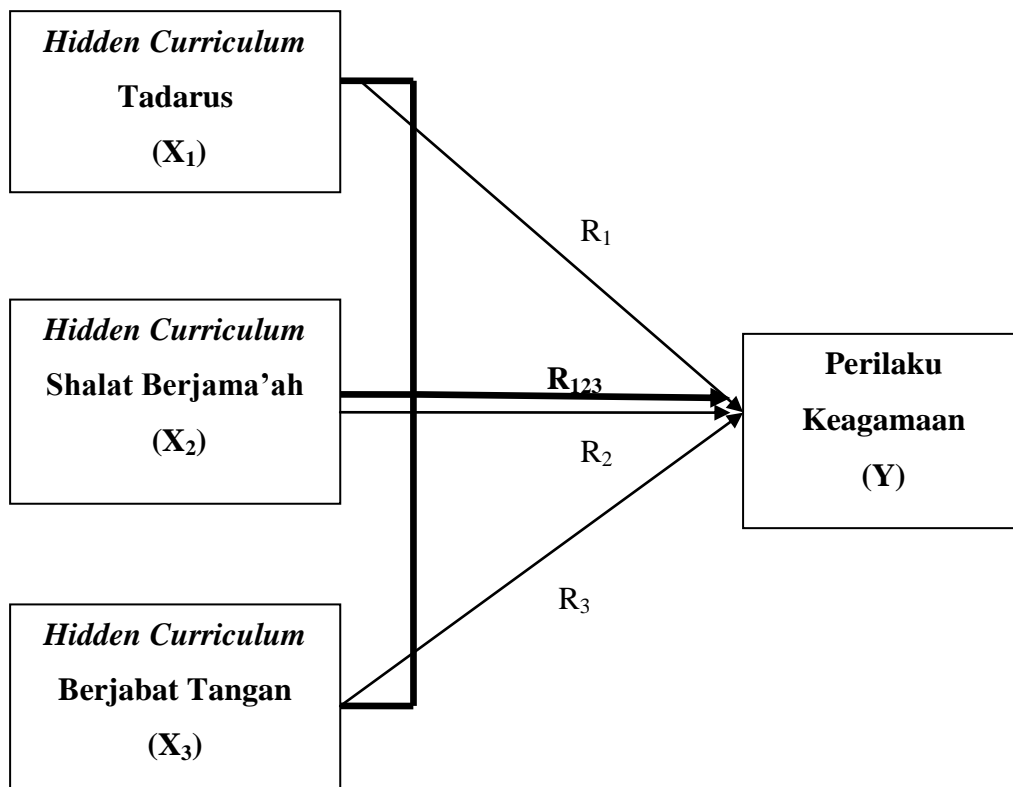 Hidden Curriculum
Tadarus
(X₁)
R₁
Hidden Curriculum
Shalat Berjama’ah
(X₂)
R₁₂₃
R₂
Perilaku
Keagamaan
(Y)
Hidden Curriculum
Berjabat Tangan
(X₃)
R₃